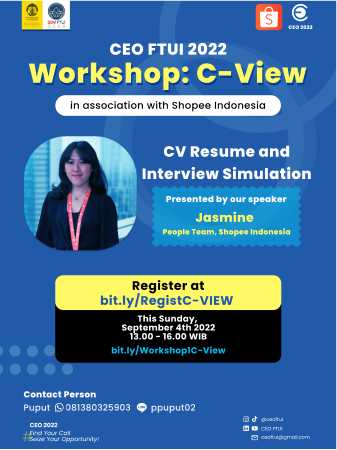 BEM FTUI
CEO 2022
CEO FTUI 2022
Workshop: C-View
in association with Shopee Indonesia
CV Resume and
Interview Simulation
Presented by our speaker
Jasmine
People Team, Shopee Indonesia
Register at
bit.ly/RegistC-VIEW
This Sunday,
September 4th 2022
13.00 - 16.00 WIB
bit.ly/Workshop1C-View
Contact Person
Puput 081380325903 ppuput02
CEO 2022
#Find Your Call
#Seize Your Opportunity!
@ceoftui
CEO FTUI
ceoftui@gmail.com